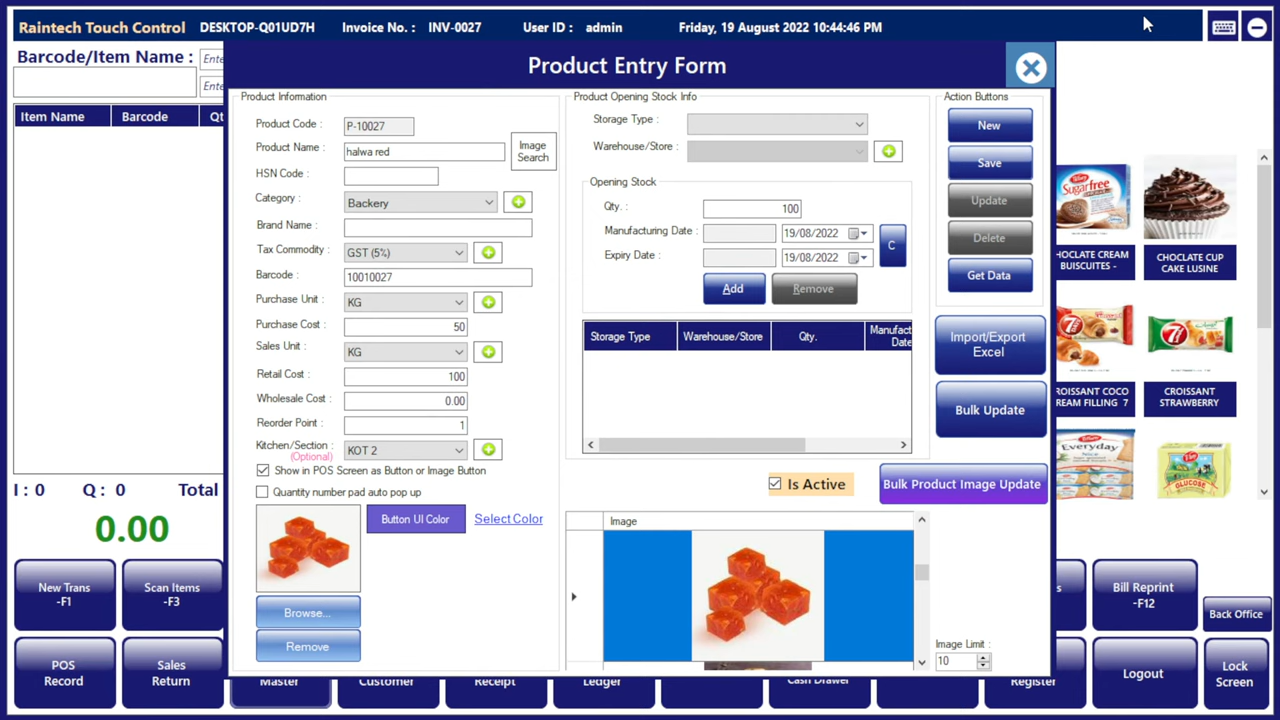 Raintech Touch Control DESKTOP-Q01UD7H Invoice No. : INV-0027 User ID : admin Friday, 19 August 2022 10:44:46 PM
Barcode/Item Name :
Item Name Barcode
Product Entry Form
Product Information
Product Code : P-10027
Product Name : halwa red
Image Search
HSN Code :
Category : Backery
Brand Name :
Tax Commodity : GST (5%)
Barcode : 10010027
Purchase Unit : KG
Purchase Cost : 50
Sales Unit : KG
Retail Cost : 100
Wholesale Cost : 0.00
Reorder Point : 1
Kitchen/Section : KOT 2
(Optional)
Show in POS Screen as Button or Image Button
Quantity number pad auto pop up
Button UI Color Select Color
Browse...
Remove
Product Opening Stock Info
Storage Type :
Warehouse/Store :
Opening Stock
Qty. : 100
Manufacturing Date : 19/08/2022
Expiry Date : 19/08/2022
C
Add Remove
Storage Type Warehouse/Store Qty. Manufact
Date
Is Active
Bulk Product Image Update
Image
Image Limit :
10
Action Buttons
New
Save
Update
Delete
Get Data
Import/Export
Excel
Bulk Update
Sugarfree
HOCLATE CREAM
BUISCUITES -
CHOCLATE CUP
CAKE LUSINE
OISSANT COCO
REAM FILLING 7
CROISSANT
STRAWBERRY
Everyday
GLUCOSE
I : 0 Q : 0 Total
0.00
New Trans
-F1
Scan Items
-F3
Bill Reprint
-F12
Back Office
POS
Record
Sales
Return
Master
Customer
Receipt
Ledger
Cash Drawer
Register
Logout
Lock
Screen